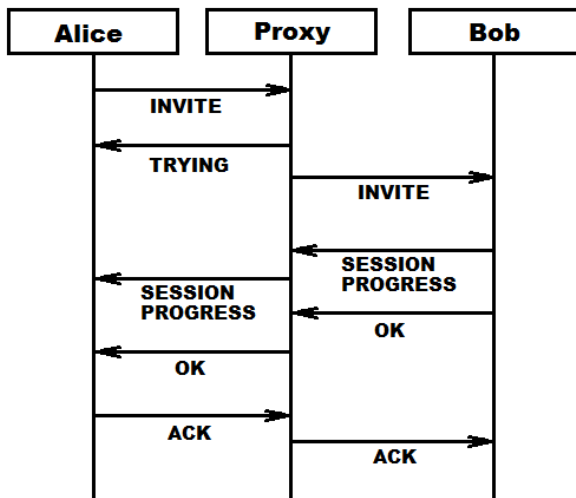 Alice
Proxy
Bob
INVITE
TRYING
INVITE
SESSION
PROGRESS
SESSION
PROGRESS
OK
OK
ACK
ACK